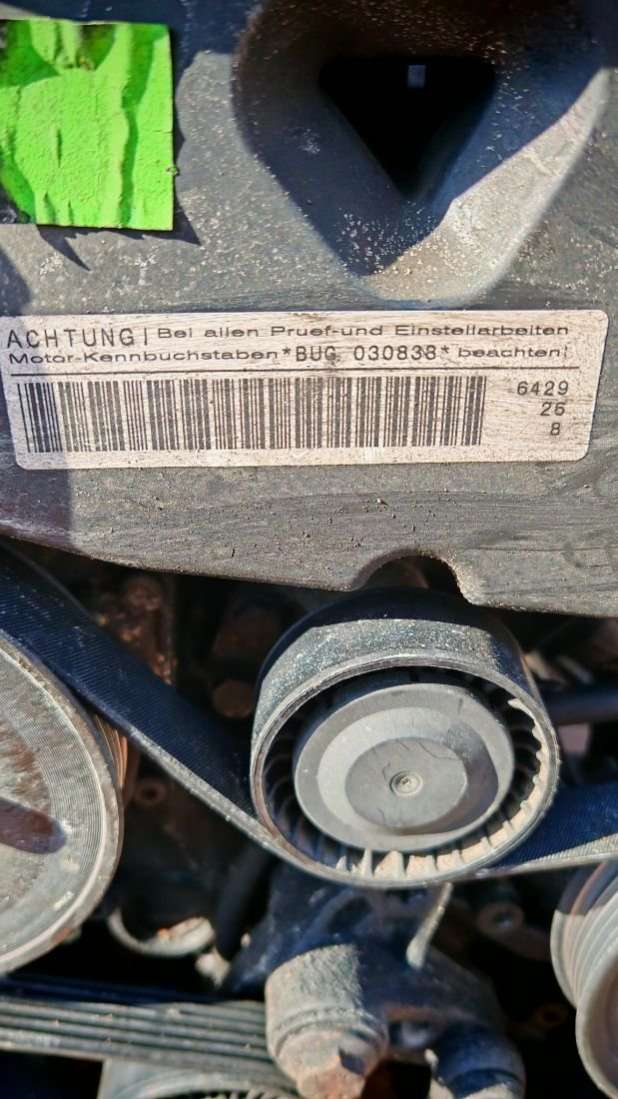 ACHTUNG! Bei allen Pruef-und Einstellarbeiten
Motor-Kennbuchstaben *BUG 030838* beachten!
6429
26
8